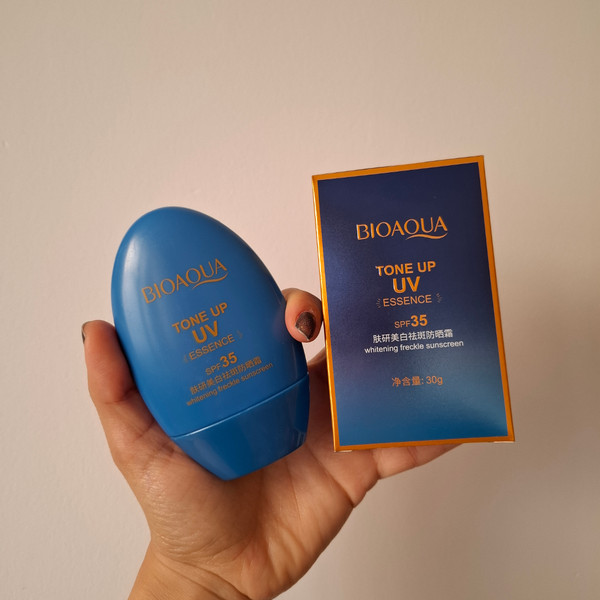 BIOAQUA
TONE UP
UV
ESSENCE
SPF35
肤研美白祛斑防晒霜
whitening freckle sunscreen
BIOAQUA
TONE UP
UV
ESSENCE
SPF35
肤研美白祛斑防晒霜
whitening freckle sunscreen
净含量: 30g